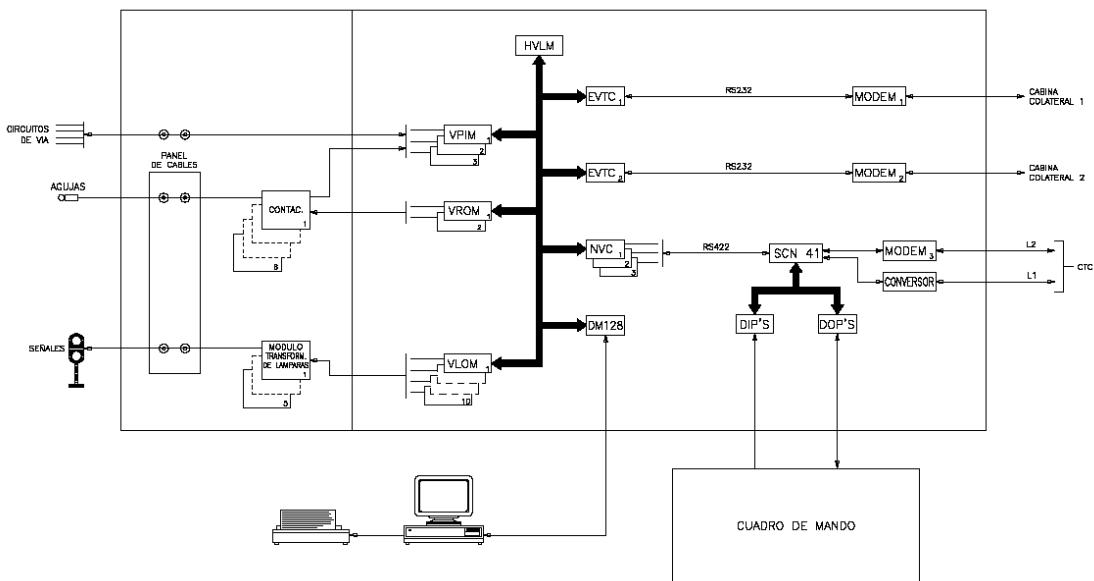 HVLM
EVTC 1
RS232
MODEM 1
CABINA
COLATERAL 1
CIRCUITOS
DE VIA
VPIM 1
2
3
PANEL
DE CABLES
EVTC 2
RS232
MODEM 2
CABINA
COLATERAL 2
AGUJAS
CONTAC.
1
6
VROM 1
2
NVC 1
2
3
RS422
SCN 41
MODEM 3
L2
CONVERSOR
L1
CTC
DIP'S
DOP'S
DM128
SEÑALES
MODULO
TRANSFORM.
DE LAMPARAS
1
5
VLOM 1
10
CUADRO DE MANDO